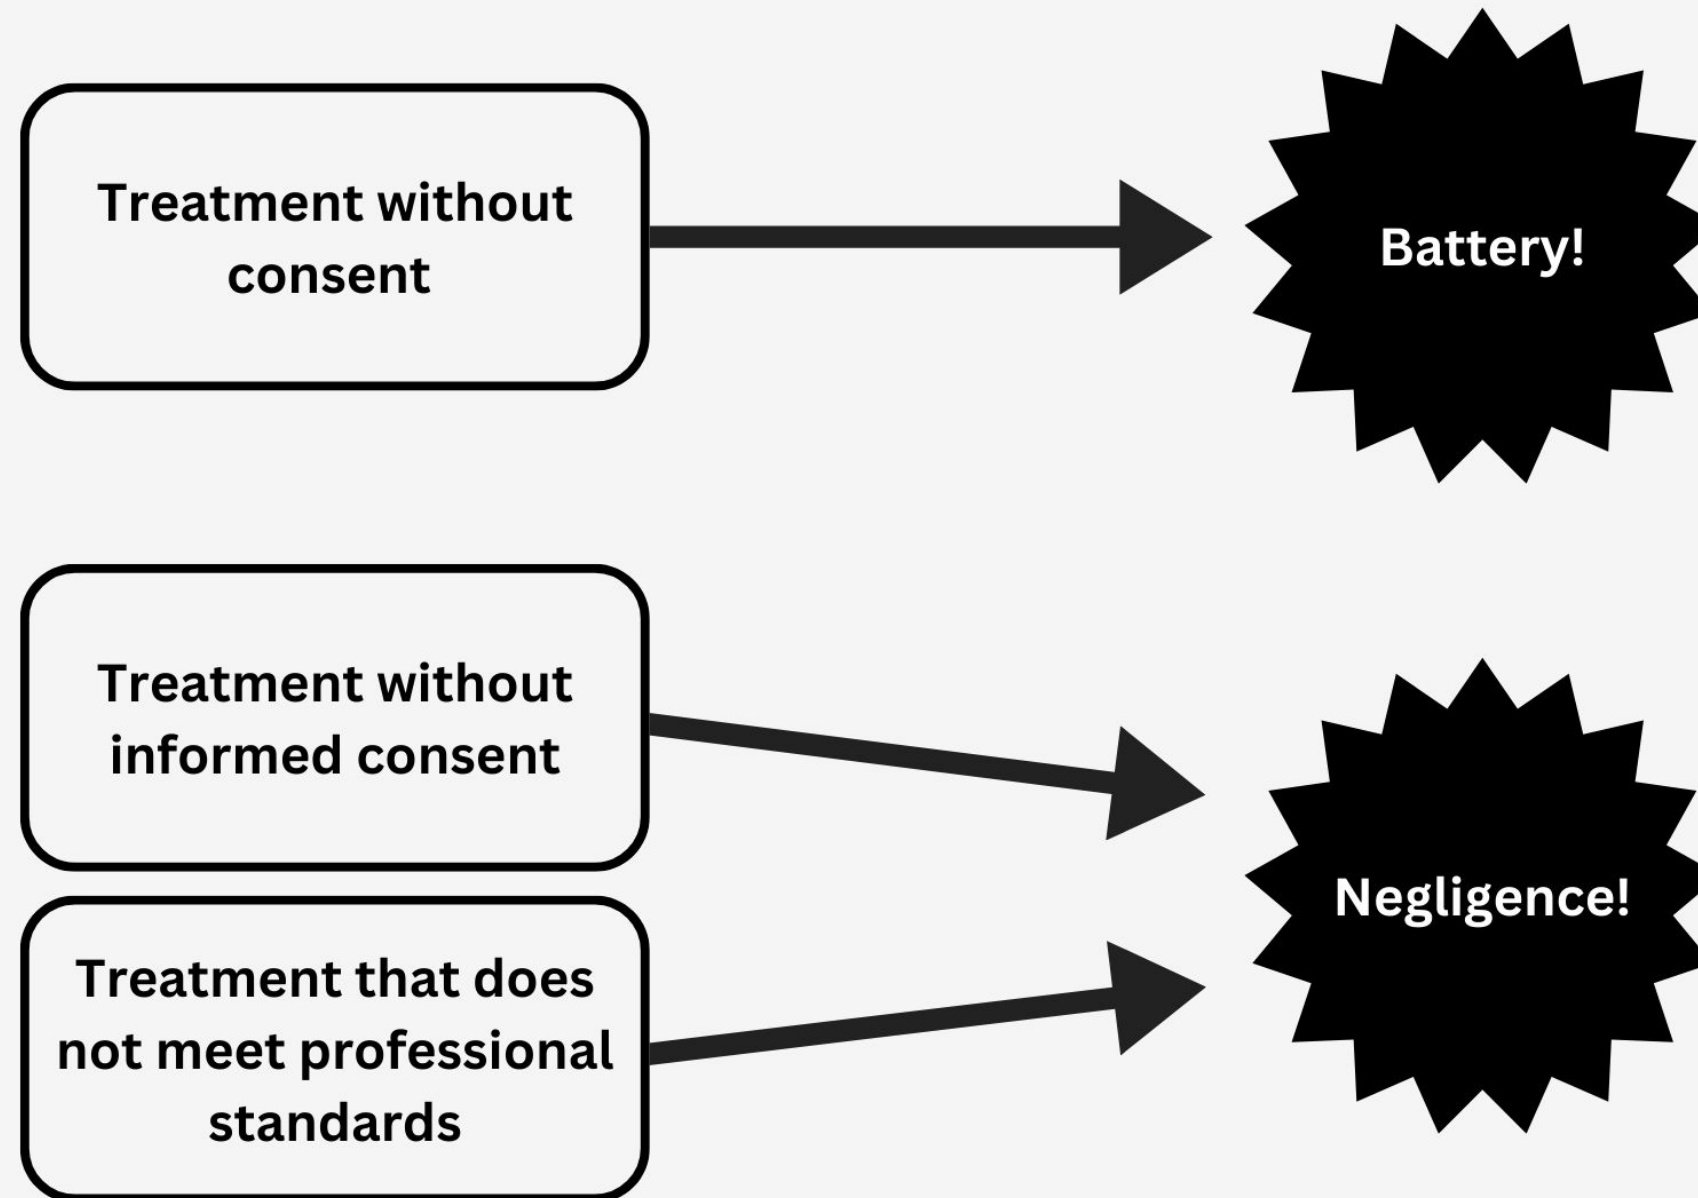 Treatment without
consent
Battery!
Treatment without
informed consent
Negligence!
Treatment that does
not meet professional
standards